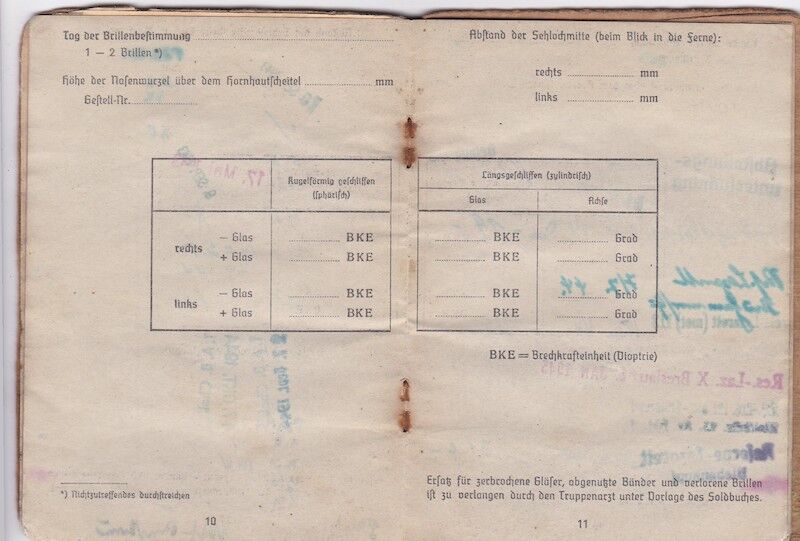 Tag der Brillenbestimmung
1 — 2 Brillen*)
Höhe der Nasenwurzel über dem Hornhautscheitel mm
Gestell-Nr.
Kugelförmig geschliffen
(sphärisch)
rechts
— Glas BKE
+ Glas BKE
links
— Glas BKE
+ Glas BKE
*) Nichtzutreffendes durchstreichen
10
Abstand der Sehlochmitte (beim Blick in die Ferne):
rechts mm
links mm
Längsgeschliffen (zylindrisch)
Glas Achse
BKE Grad
BKE Grad
BKE Grad
BKE Grad
BKE = Brechkrafteinheit (Dioptrie)
Res.-Laz. X Breslau JAN 1945
Ersatz für zerbrochene Gläser, abgenutzte Bänder und verlorene Brillen
ist zu verlangen durch den Truppenarzt unter Vorlage des Soldbuches.
11